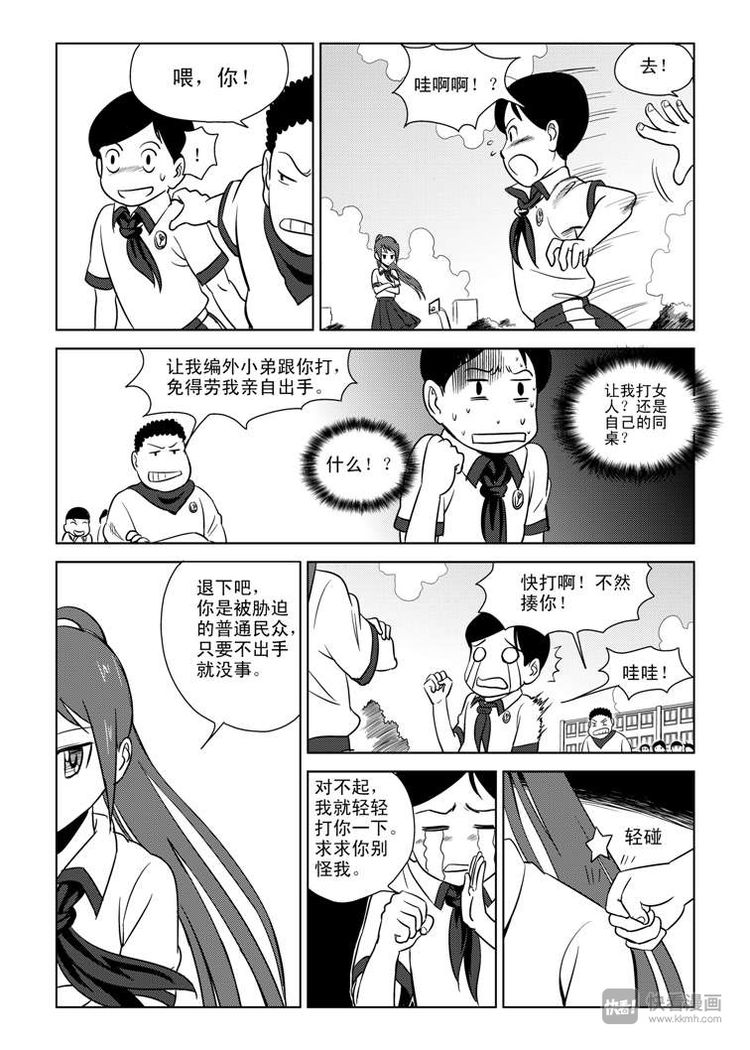 喂，你！
！
哇啊啊！？
去！
让我编外小弟跟你打，
免得劳我亲自出手。
什么！？
让我打女
人？还是
自己的同
桌？
退下吧，
你是被胁迫
的普通民众，
只要不出手
就没事。
快打啊！不然
揍你！
哇哇！
对不起，
我就轻轻
打你一下。
求求你别
怪我。
轻碰
快看！
快看漫画
www.kkmh.com